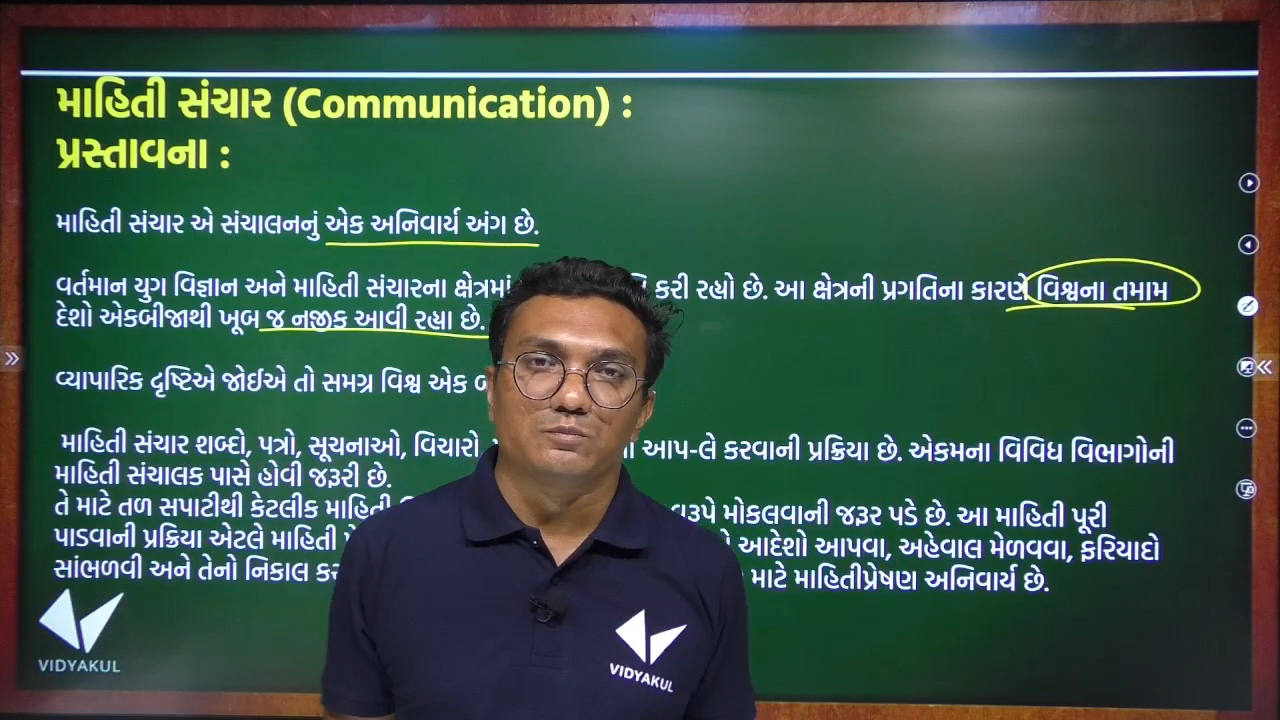 માહિતી સંચાર (Communication) :
પ્રસ્તાવના :
માહિતી સંચાર એ સંચાલનનું એક અનિવાર્ય અંગ છે.
વર્તમાન યુગ વિજ્ઞાન અને માહિતી સંચારના ક્ષેત્રમાં કરી રહ્યો છે. આ ક્ષેત્રની પ્રગતિના કારણે વિશ્વના તમામ
દેશો એકબીજાથી ખૂબ જ નજીક આવી રહ્યા છે.
વ્યાપારિક દૃષ્ટિએ જોઈએ તો સમગ્ર વિશ્વ એક
માહિતી સંચાર શબ્દો, પત્રો, સૂચનાઓ, વિચારો આપ-લે કરવાની પ્રક્રિયા છે. એકમના વિવિધ વિભાગોની
માહિતી સંચાલક પાસે હોવી જરૂરી છે.
તે માટે તળ સપાટીથી કેટલીક માહિતી મોકલવાની જરૂર પડે છે. આ માહિતી પૂરી
પાડવાની પ્રક્રિયા એટલે માહિતી આદેશો આપવા, અહેવાલ મેળવવા, ફરિયાદો
સાંભળવી અને તેનો નિકાલ માટે માહિતીપ્રેષણ અનિવાર્ય છે.
VIDYAKUL
VIDYAKUL